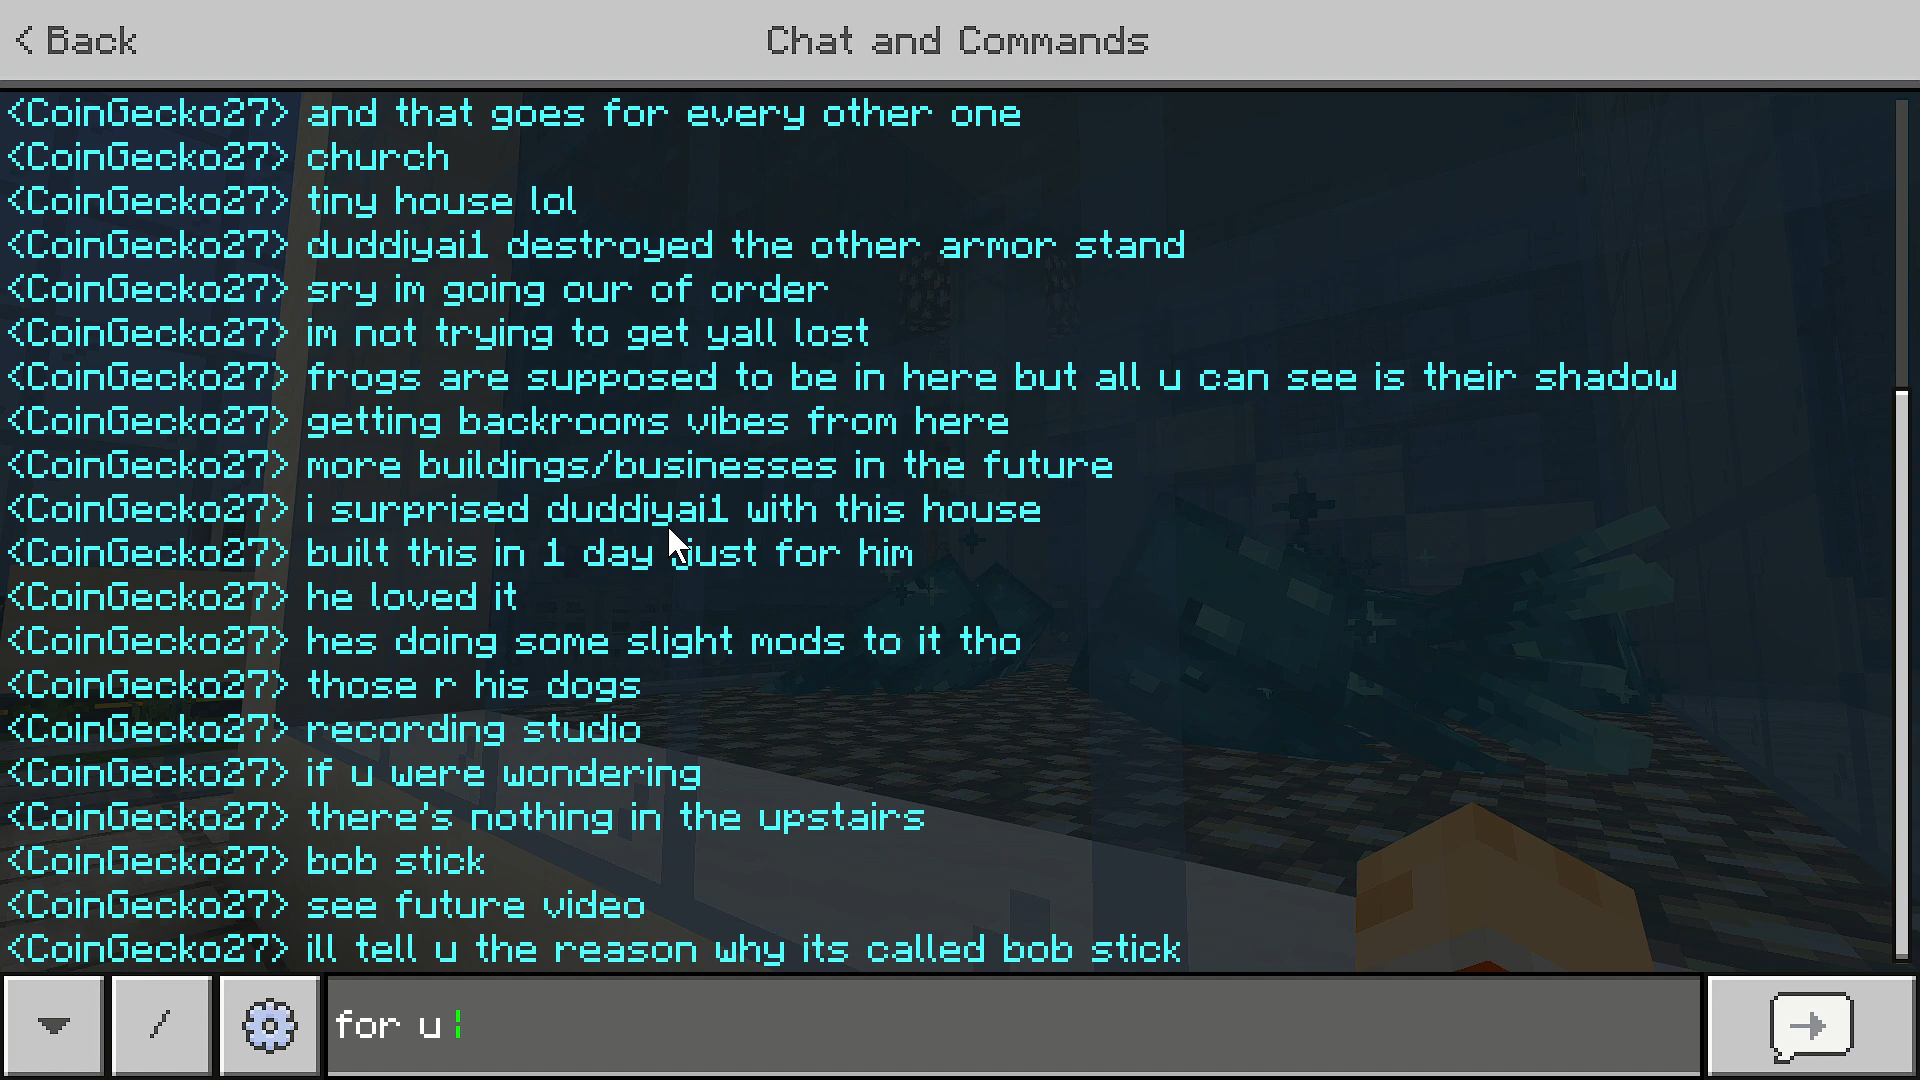 < Back
Chat and Commands
<CoinGecko27> and that goes for every other one
<CoinGecko27> church
<CoinGecko27> tiny house lol
<CoinGecko27> duddiyai1 destroyed the other armor stand
<CoinGecko27> sry im going our of order
<CoinGecko27> im not trying to get yall lost
<CoinGecko27> frogs are supposed to be in here but all u can see is their shadow
<CoinGecko27> getting backrooms vibes from here
<CoinGecko27> more buildings/businesses in the future
<CoinGecko27> i surprised duddiyai1 with this house
<CoinGecko27> built this in 1 day just for him
<CoinGecko27> he loved it
<CoinGecko27> hes doing some slight mods to it tho
<CoinGecko27> those r his dogs
<CoinGecko27> recording studio
<CoinGecko27> if u were wondering
<CoinGecko27> there's nothing in the upstairs
<CoinGecko27> bob stick
<CoinGecko27> see future video
<CoinGecko27> ill tell u the reason why its called bob stick
/
for u